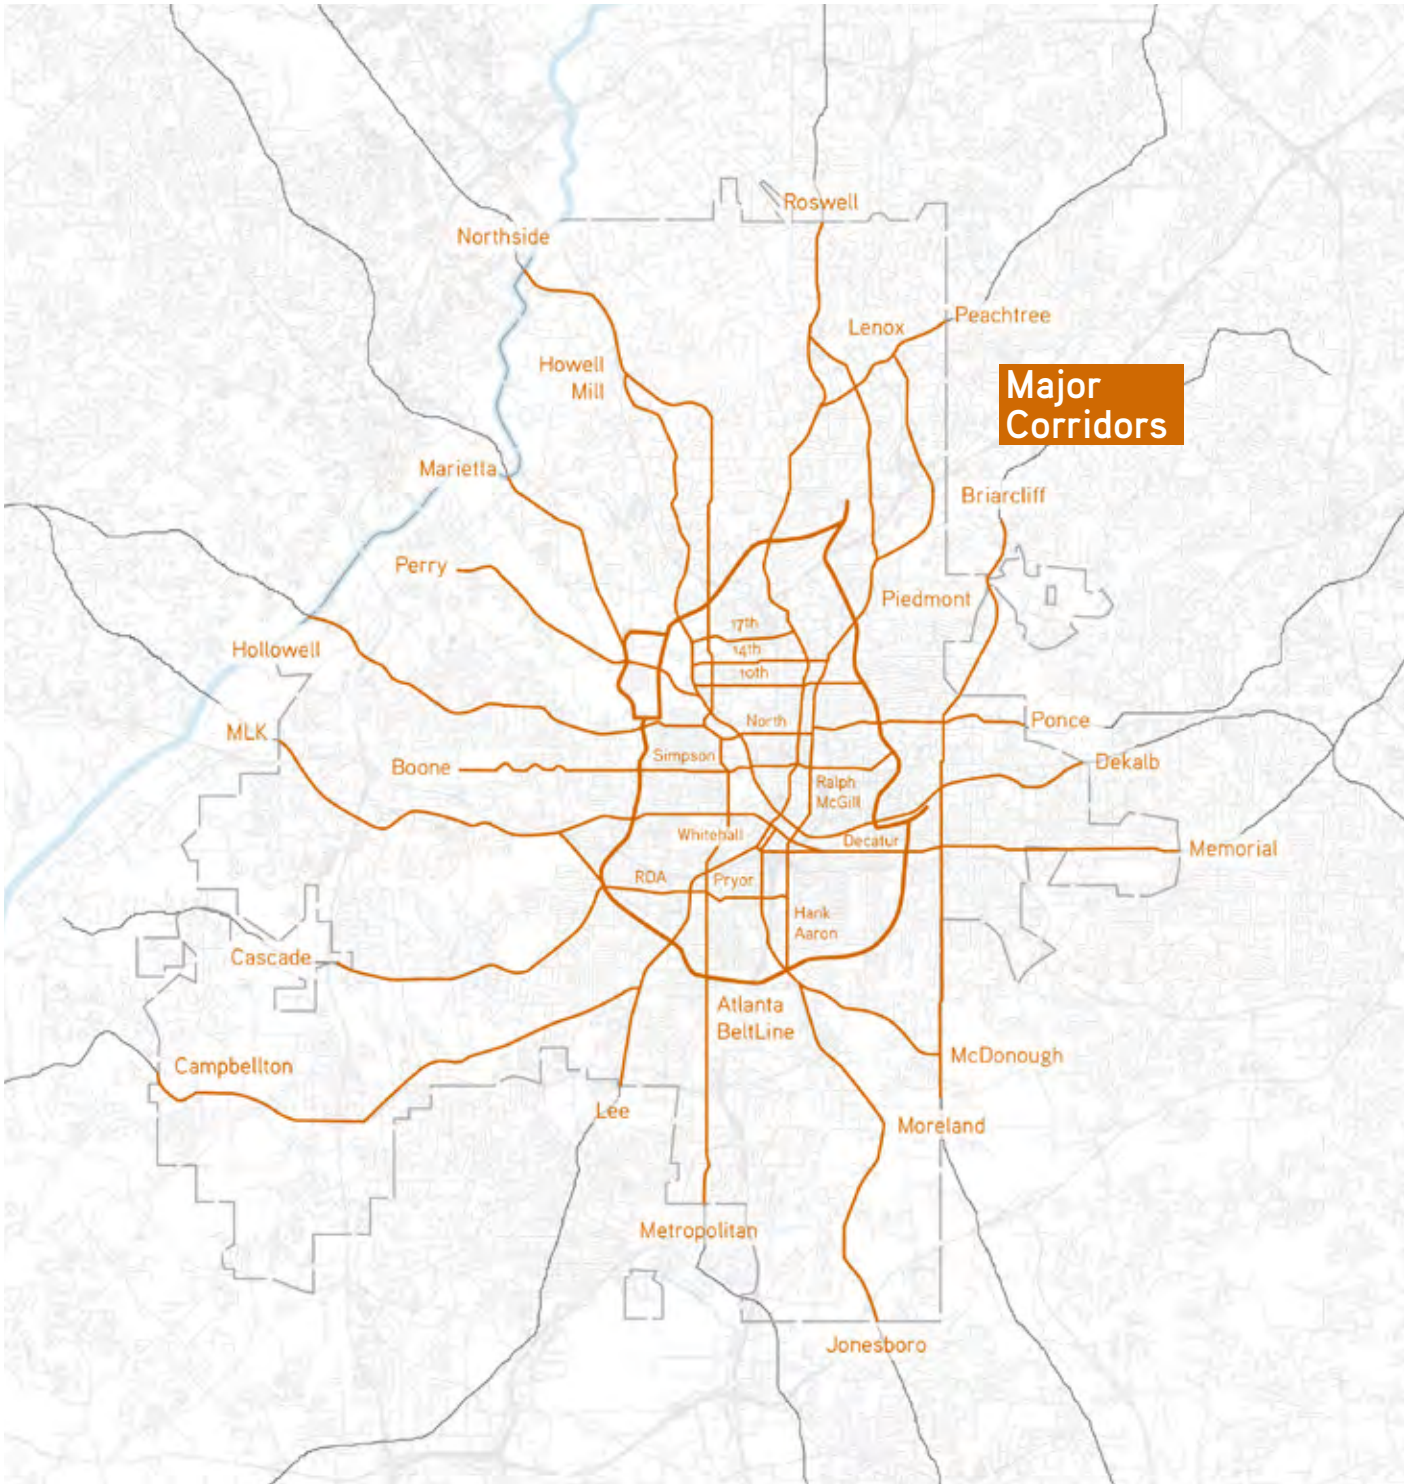 Roswell
Northside
Peachtree
Lenox
Howell
Mill
Major
Corridors
Marietta
Briarcliff
Perry
Piedmont
17th
14th
Hollowell
10th
North
Ponce
MLK
Simpson
Dekalb
Boone
Ralph
McGill
Whitehall
Decatur
Memorial
RDA
Pryor
Hank
Aaron
Cascade
Atlanta
BeltLine
McDonough
Campbellton
Lee
Moreland
Metropolitan
Jonesboro